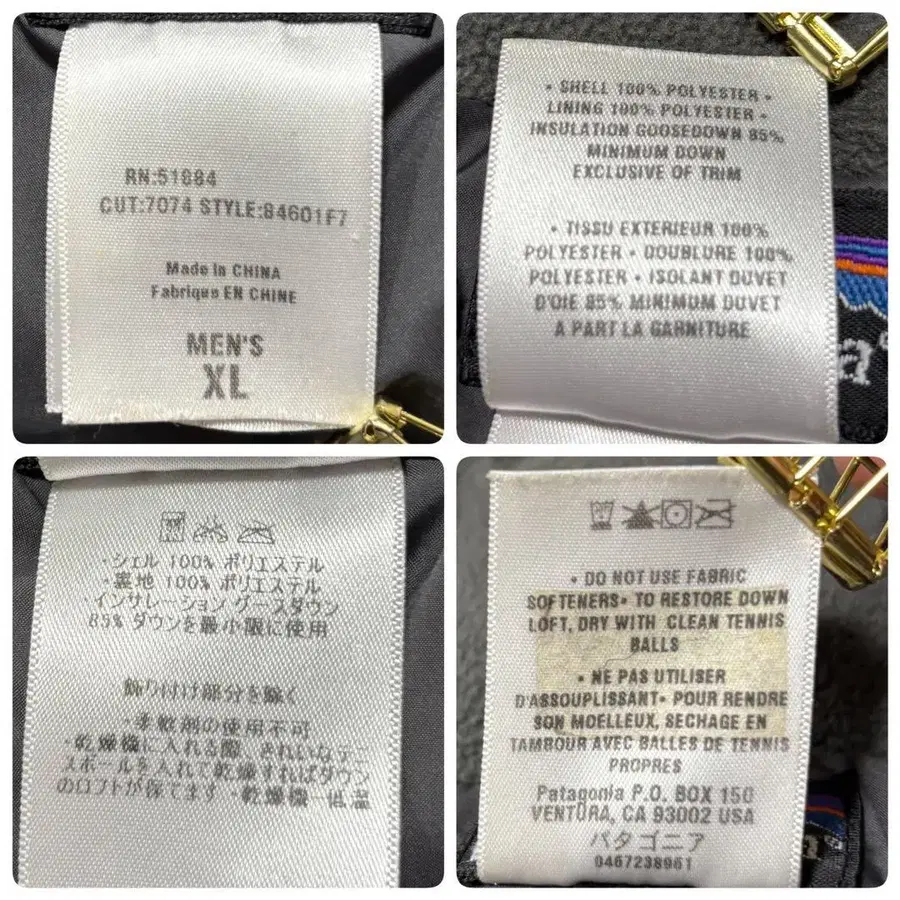 RN:51884
CUT:7074 STYLE:84601F7
Made in CHINA
Fabriqué EN CHINE
MEN'S
XL
• SHELL 100% POLYESTER •
LINING 100% POLYESTER •
INSULATION GOOSEDOWN 85%
MINIMUM DOWN
EXCLUSIVE OF TRIM
• TISSU EXTERIEUR 100%
POLYESTER • DOUBLURE 100%
POLYESTER • ISOLANT DUVET
D'OIE 85% MINIMUM DUVET
A PART LA GARNITURE
a
・シェル 100% ポリエステル
・裏地 100% ポリエステル
・インサレーション グースダウン
85% ダウンを最小限に使用
飾り付け部分を除く
・柔軟剤の使用不可
・乾燥機に入れる際、きれいなテニ
スボールを入れて乾燥すればダウン
のロフトが保てます ・乾燥機−低温
• DO NOT USE FABRIC
SOFTENERS• TO RESTORE DOWN
LOFT, DRY WITH CLEAN TENNIS
BALLS
• NE PAS UTILISER
D'ASSOUPLISSANT• POUR RENDRE
SON MOELLEUX, SECHAGE EN
TAMBOUR AVEC BALLES DE TENNIS
PROPRES
Patagonia P.O. BOX 150
VENTURA, CA 93002 USA
パタゴニア
0467238961
a